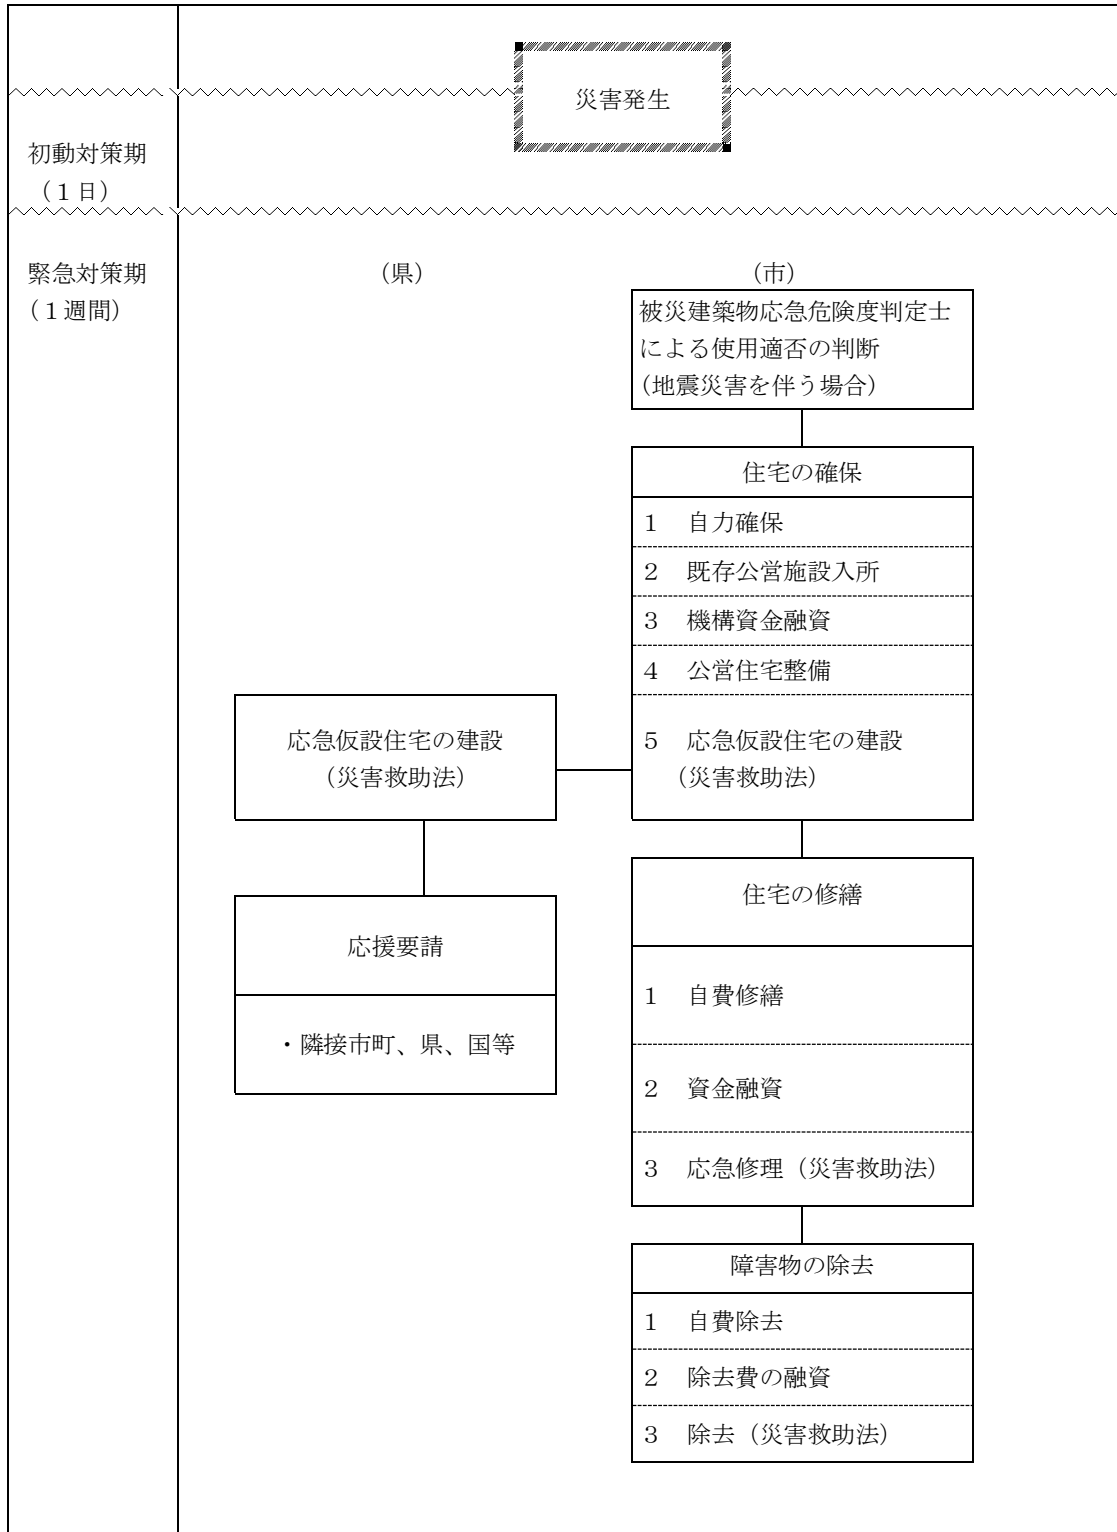 災害発生
初動対策期
（１日）
緊急対策期
（１週間）
（県）
（市）
被災建築物応急危険度判定士
による使用適否の判断
（地震災害を伴う場合）
住宅の確保
１　自力確保
２　既存公営施設入所
３　機構資金融資
４　公営住宅整備
５　応急仮設住宅の建設
（災害救助法）
応急仮設住宅の建設
（災害救助法）
応援要請
・隣接市町、県、国等
住宅の修繕
１　自費修繕
２　資金融資
３　応急修理（災害救助法）
障害物の除去
１　自費除去
２　除去費の融資
３　除去（災害救助法）